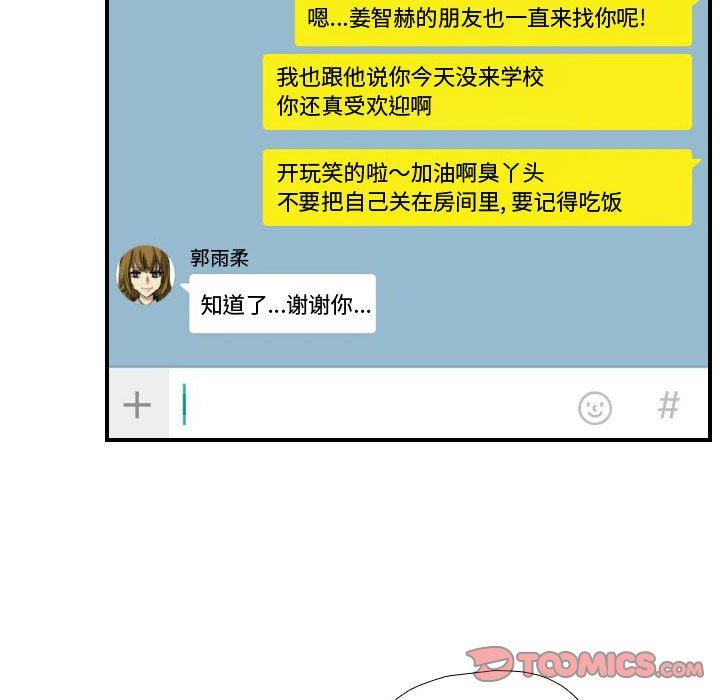 嗯...姜智赫的朋友也一直来找你呢!
我也跟他说你今天没来学校
你还真受欢迎啊
开玩笑的啦～加油啊臭丫头
不要把自己关在房间里, 要记得吃饭
郭雨柔
知道了...谢谢你...
+
#
TOOMICS.COM